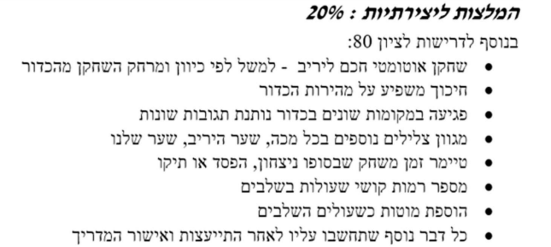 המלצות ליצירתיות : 20%
בנוסף לדרישות לציון 80:
• שחקן אוטומטי חכם ליריב - למשל לפי כיוון ומרחק השחקן מהכדור
• חיכוך משפיע על מהירות הכדור
• פגיעה במקומות שונים בכדור נותנת תגובות שונות
• מגוון צלילים נוספים בכל מכה, שער היריב, שער שלנו
• טיימר זמן משחק שבסופו ניצחון, הפסד או תיקו
• מספר רמות קושי שעולות בשלבים
• הוספת מוטות כשעולים השלבים
• כל דבר נוסף שתחשבו עליו לאחר התייעצות ואישור המדריך